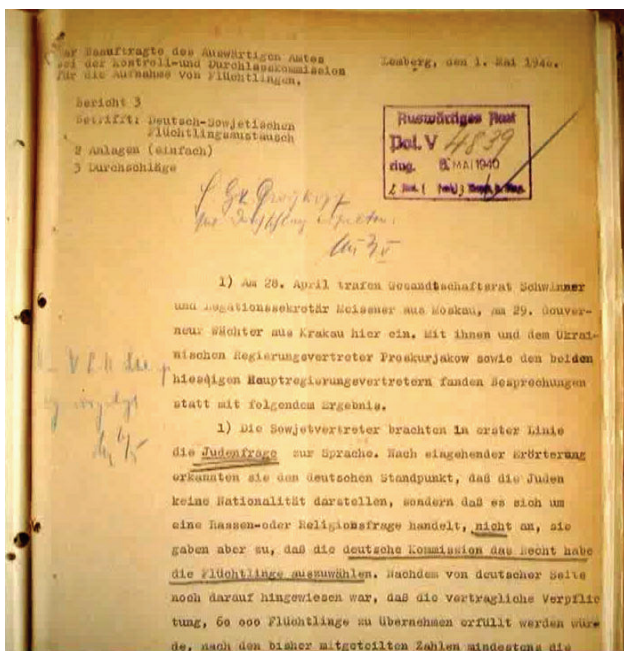 Der Beauftragte des Auswärtigen Amtes
bei der Kontroll-und Durchlasskommission
für die Aufnahme von Flüchtlingen.
Lemberg, den 1. Mai 1940.
Bericht 3
Betrifft: Deutsch-Sowjetischen
Flüchtlingsaustausch
2 Anlagen (einfach)
3 Durchschläge
Auswärtiges Amt
Pol. V 4839
eing. 8. MAI 1940
1) Am 28. April trafen Gesandtschaftsrat Schwinner
und Legationssekretär Meissner aus Moskau, am 29. Gouver-
neur Wächter aus Krakau hier ein. Mit ihnen und dem Ukrai-
nischen Regierungsvertreter Proskurjakow sowie den beiden
hiesigen Hauptregierungsvertretern fanden Besprechungen
statt mit folgendem Ergebnis.
1) Die Sowjetvertreter brachten in erster Linie
die Judenfrage zur Sprache. Nach eingehender Erörterung
erkannten sie den deutschen Standpunkt, daß die Juden
keine Nationalität darstellen, sondern daß es sich um
eine Rassen-oder Religionsfrage handelt, nicht an, sie
gaben aber zu, daß die deutsche Kommission das Recht habe
die Flüchtlinge auszuwählen. Nachdem von deutscher Seite
noch darauf hingewiesen war, daß die vertragliche Verpflic
tung, 60 000 Flüchtlinge zu übernehmen erfüllt werden wür
de, nach den bisher mitgeteilten Zahlen mindestens die